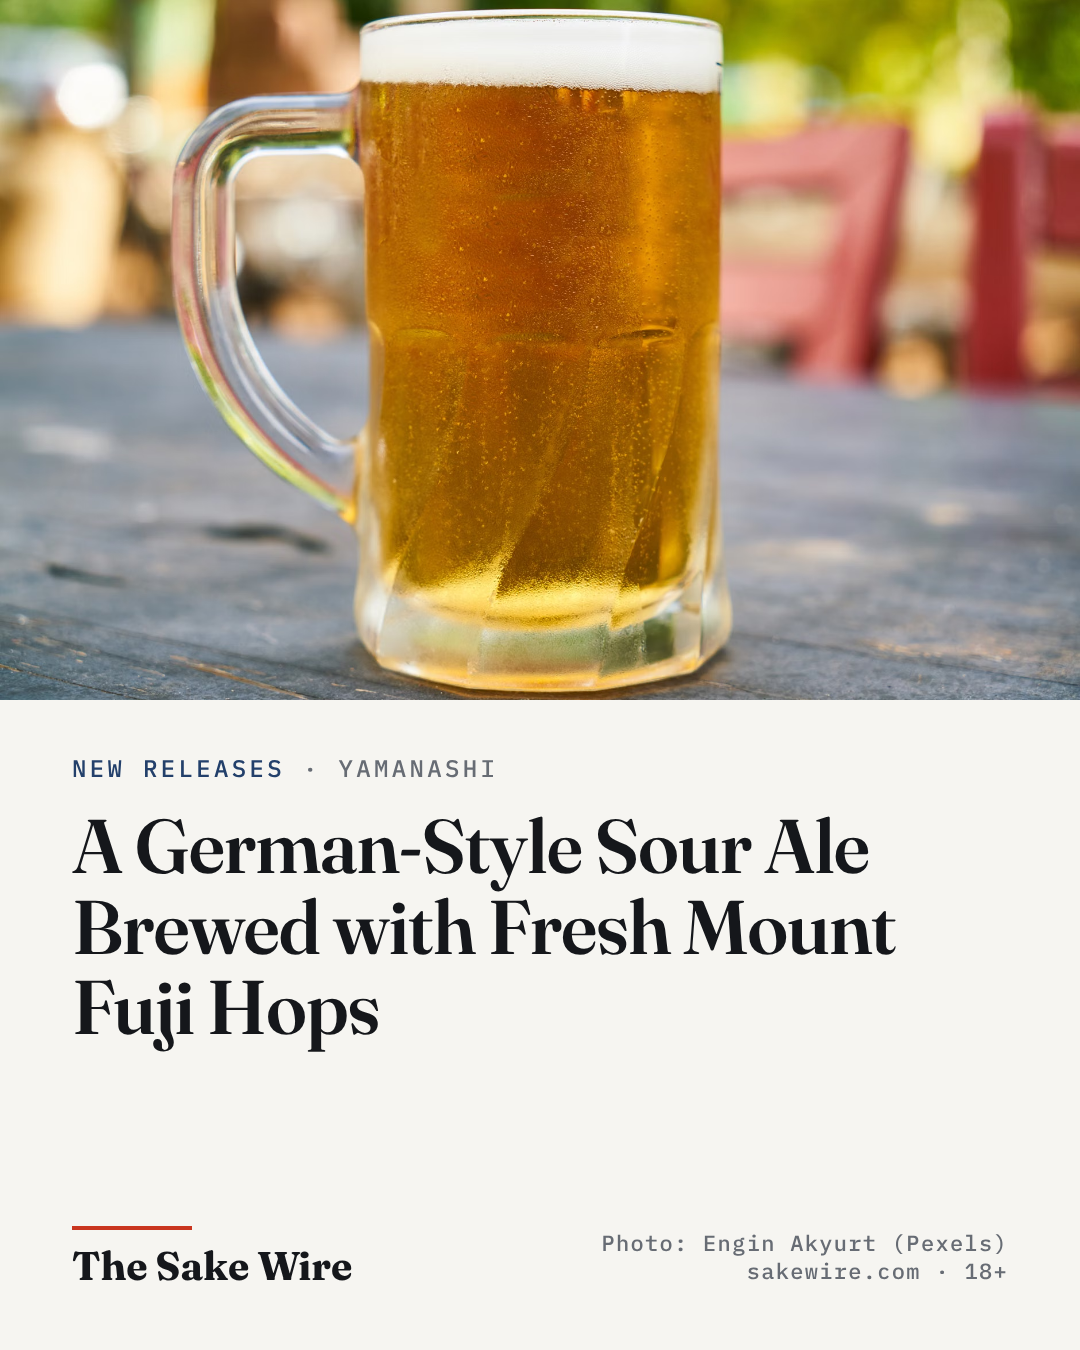 NEW RELEASES · YAMANASHI
A German-Style Sour Ale
Brewed with Fresh Mount
Fuji Hops
The Sake Wire
Photo: Engin Akyurt (Pexels)
sakewire.com · 18+